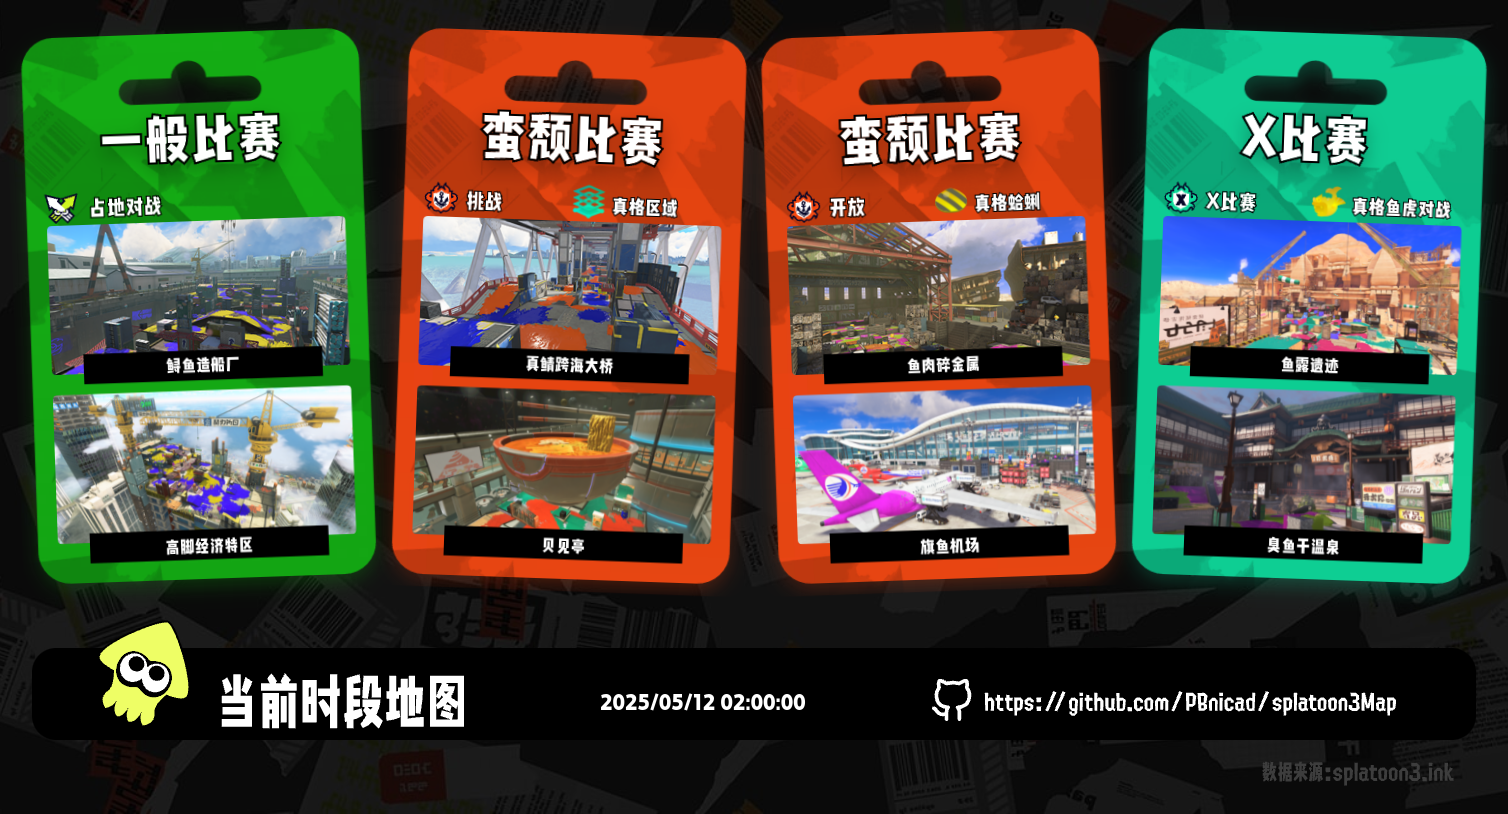 一般比赛
占地对战
鲟鱼造船厂
高脚经济特区
蛮颓比赛
挑战
真格区域
真鲭跨海大桥
贝见亭
蛮颓比赛
开放
真格蛤蜊
鱼肉碎金属
旗鱼机场
X比赛
X比赛
真格鱼虎对战
鱼露遗迹
臭鱼干温泉
当前时段地图
2025/05/12 02:00:00
https://github.com/PBnicad/splatoon3Map
数据来源:splatoon3.ink